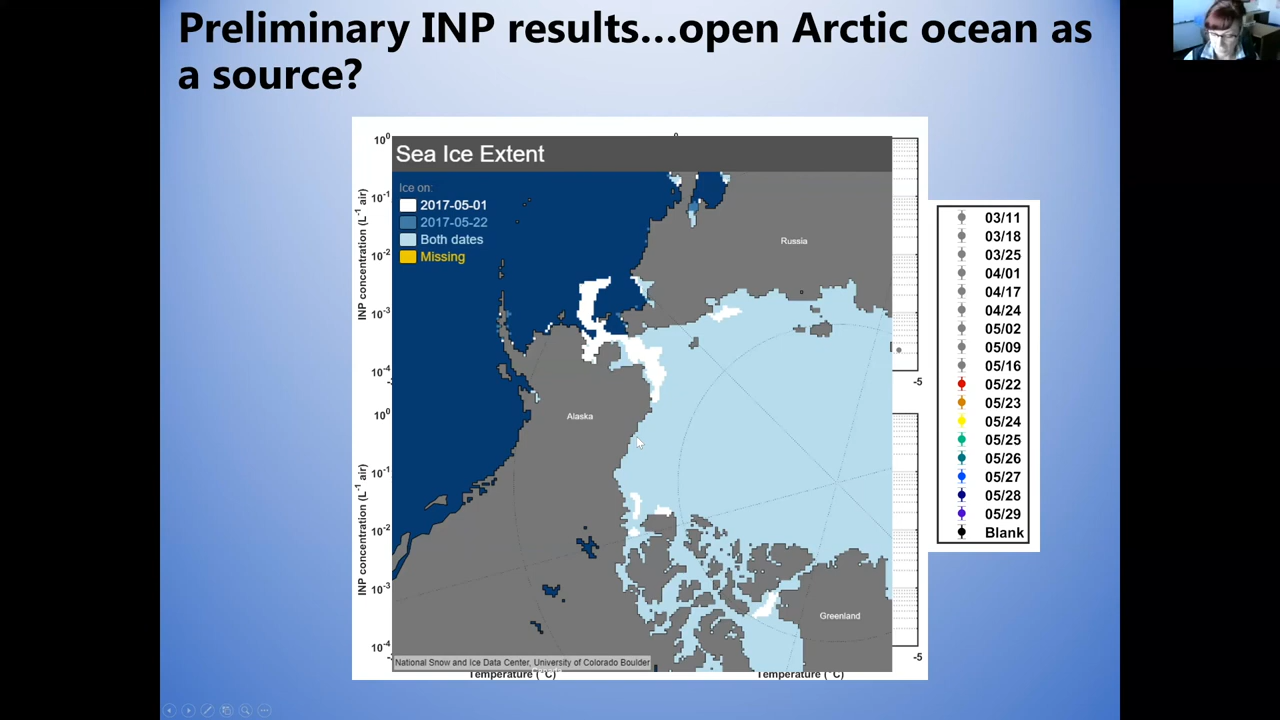 Preliminary INP results...open Arctic ocean as
a source?
Sea Ice Extent
Ice on:
2017-05-01
2017-05-22
Both dates
Missing
Russia
Alaska
Greenland
National Snow and Ice Data Center, University of Colorado Boulder
INP concentration (L⁻¹ air)
10⁰
10⁻¹
10⁻²
10⁻³
10⁻⁴
-5
INP concentration (L⁻¹ air)
10⁰
10⁻¹
10⁻²
10⁻³
10⁻⁴
-5
Temperature (°C)
Temperature (°C)
03/11
03/18
03/25
04/01
04/17
04/24
05/02
05/09
05/16
05/22
05/23
05/24
05/25
05/26
05/27
05/28
05/29
Blank